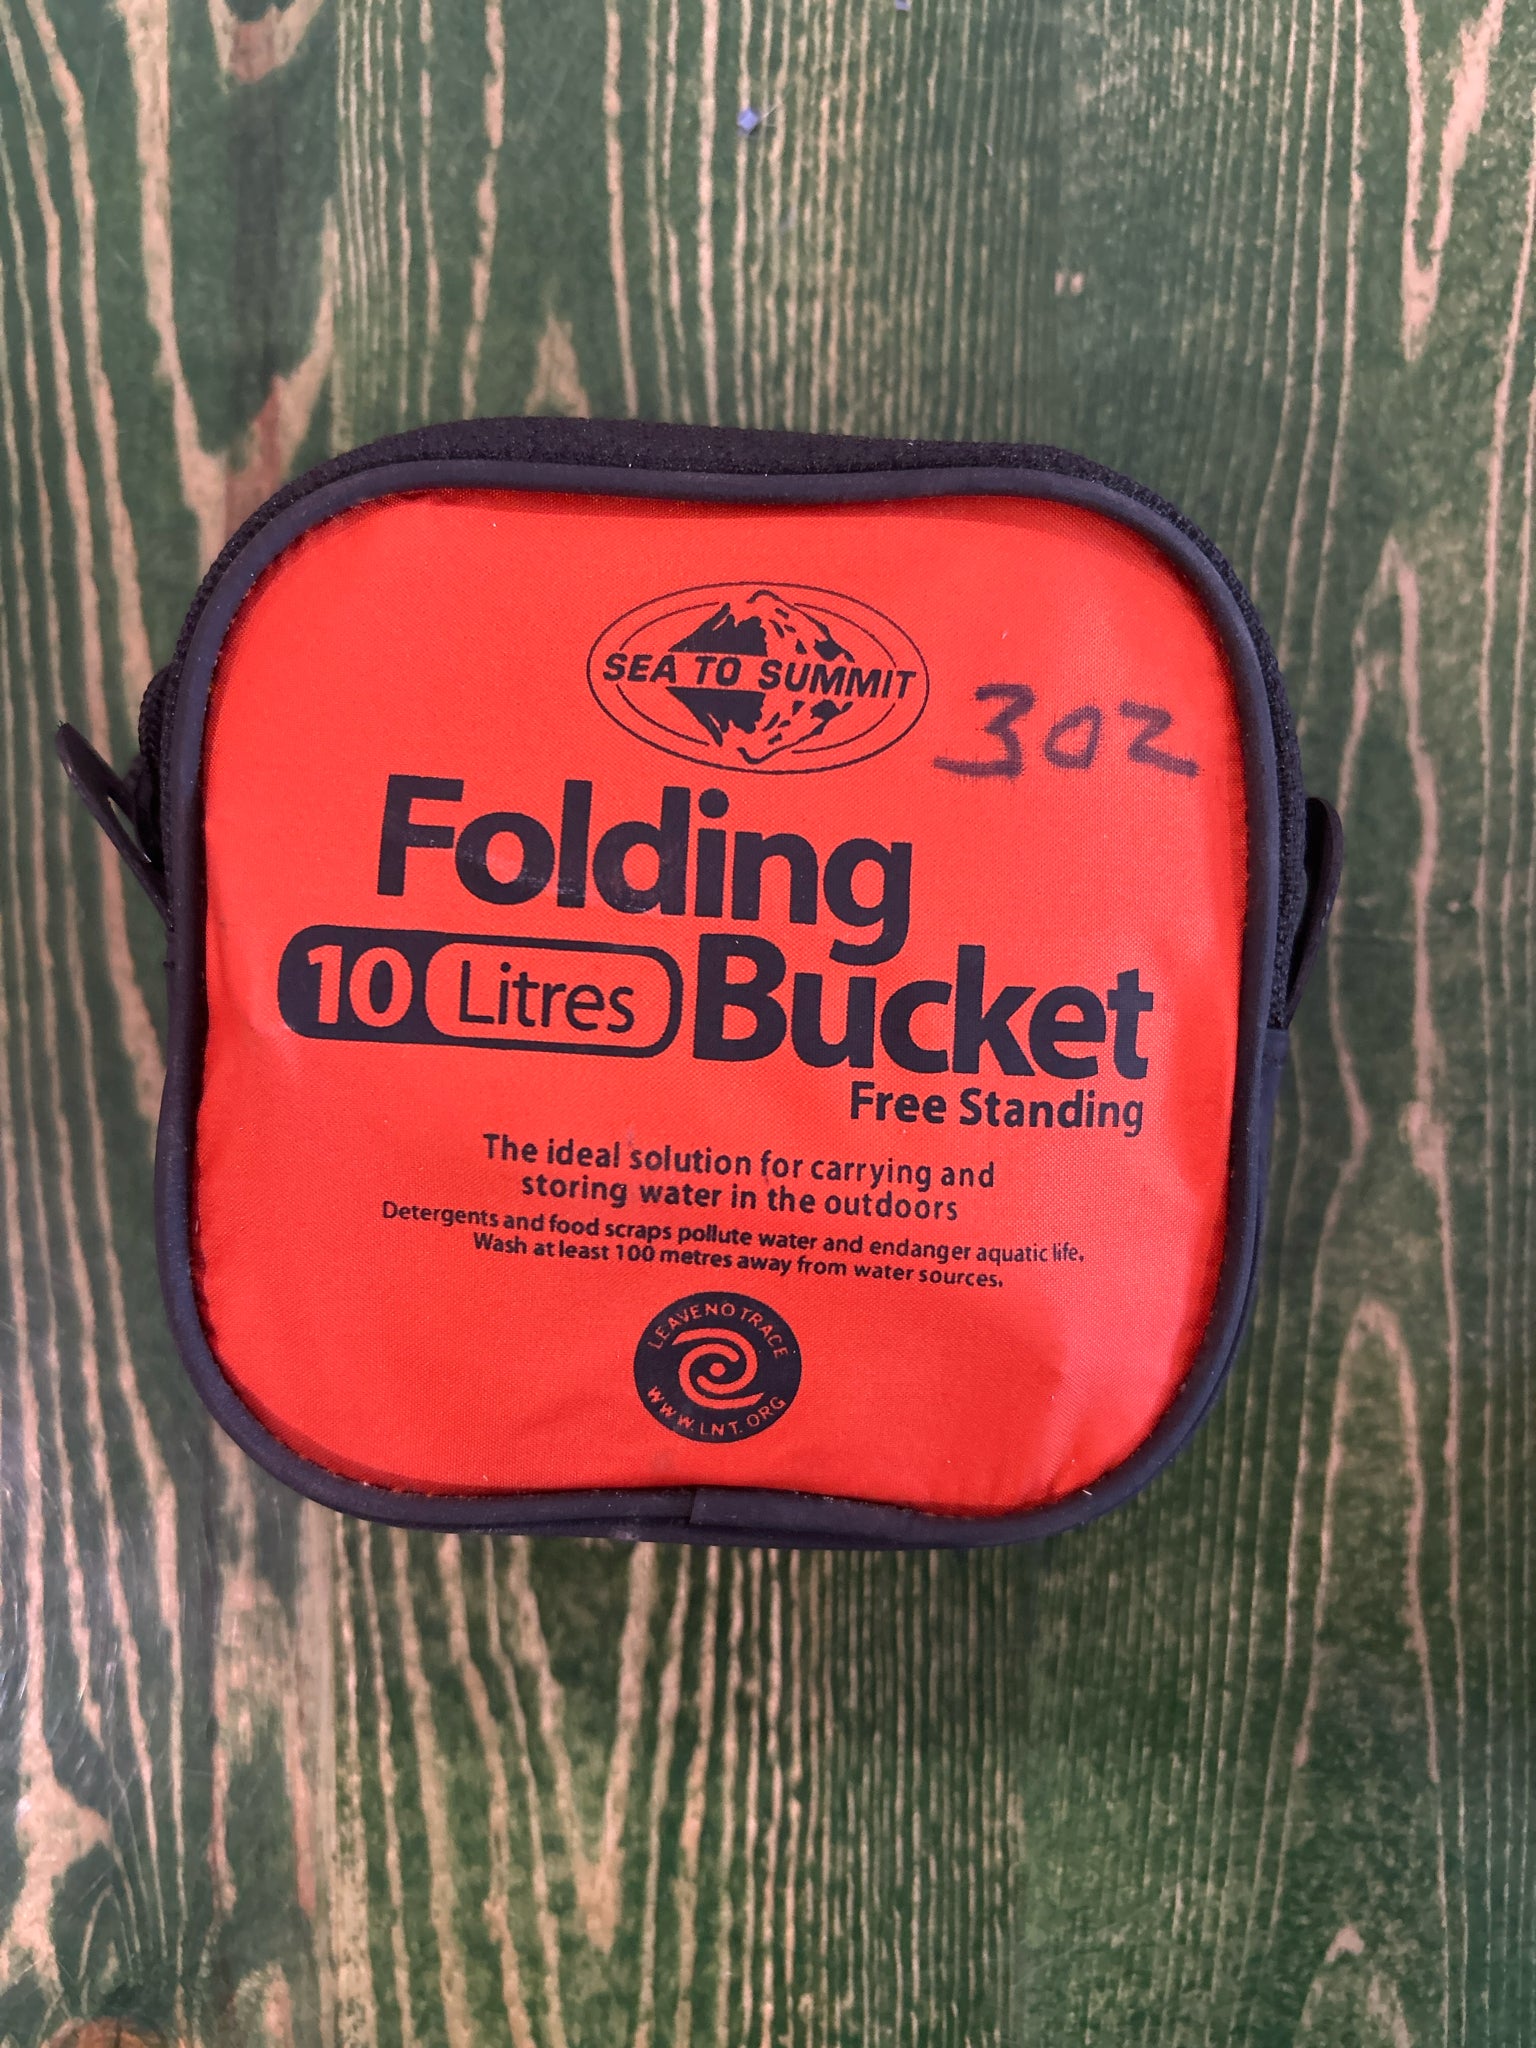 SEA TO SUMMIT
3oz
Folding
10 Litres Bucket
Free Standing
The ideal solution for carrying and
storing water in the outdoors
Detergents and food scraps pollute water and endanger aquatic life.
Wash at least 100 metres away from water sources.
LEAVE NO TRACE
WWW.LNT.ORG